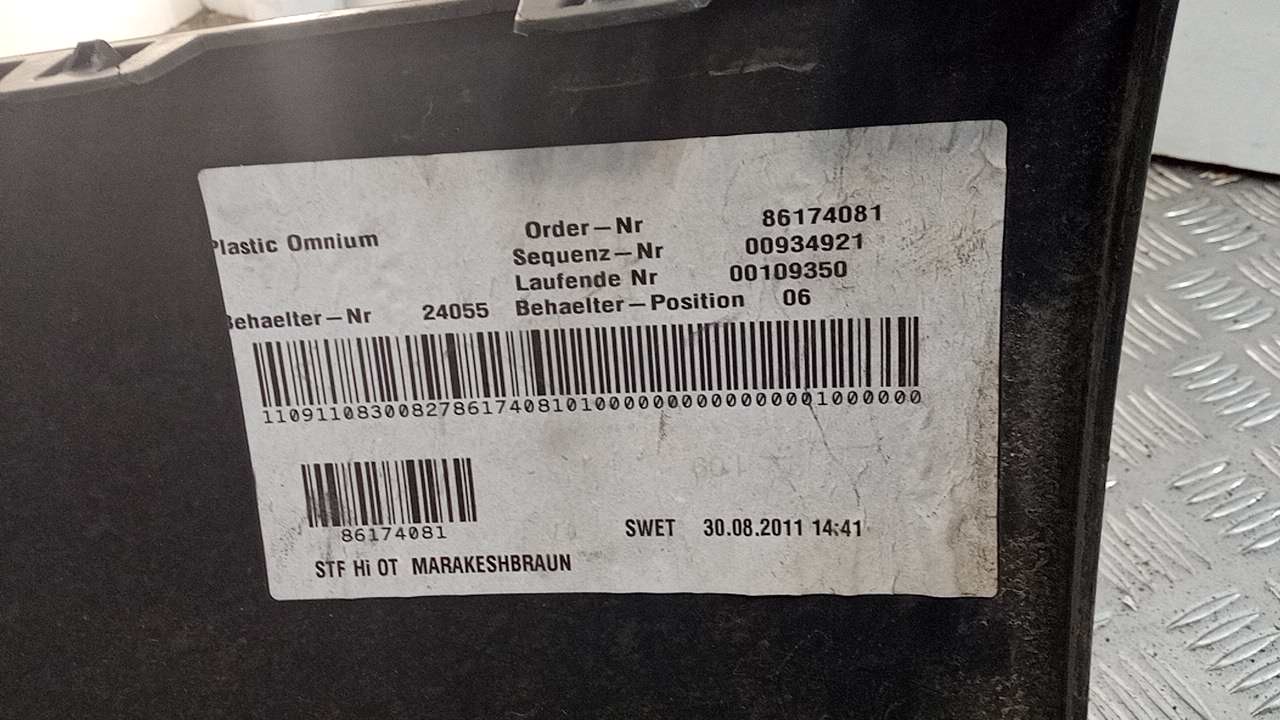 Plastic Omnium
Order-Nr 86174081
Sequenz-Nr 00934921
Laufende Nr 00109350
Behaelter-Nr 24055 Behaelter-Position 06
11091108300827861740810100000000000000001000000
86174081
SWET 30.08.2011 14:41
STF Hi OT MARAKESHBRAUN